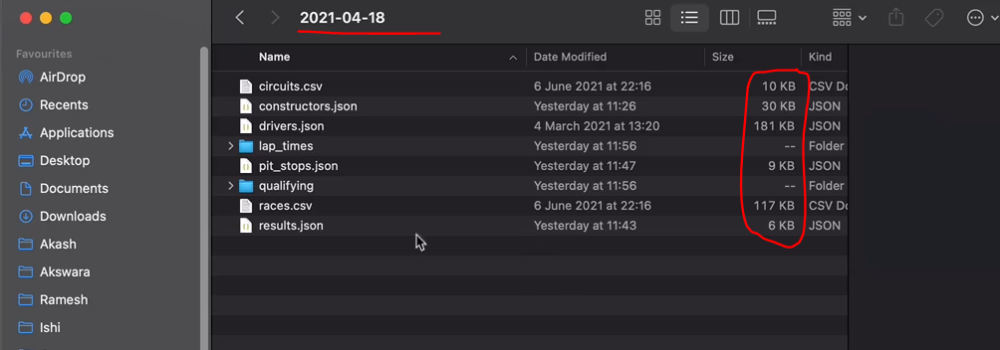 2021-04-18
Favourites
AirDrop
Recents
Applications
Desktop
Documents
Downloads
Akash
Akswara
Ramesh
Ishi
Name Date Modified Size Kind
circuits.csv 6 June 2021 at 22:16 10 KB CSV Do
constructors.json Yesterday at 11:26 30 KB JSON
drivers.json 4 March 2021 at 13:20 181 KB JSON
lap_times Yesterday at 11:56 -- Folder
pit_stops.json Yesterday at 11:47 9 KB JSON
qualifying Yesterday at 11:56 -- Folder
races.csv 6 June 2021 at 22:16 117 KB CSV Do
results.json Yesterday at 11:43 6 KB JSON